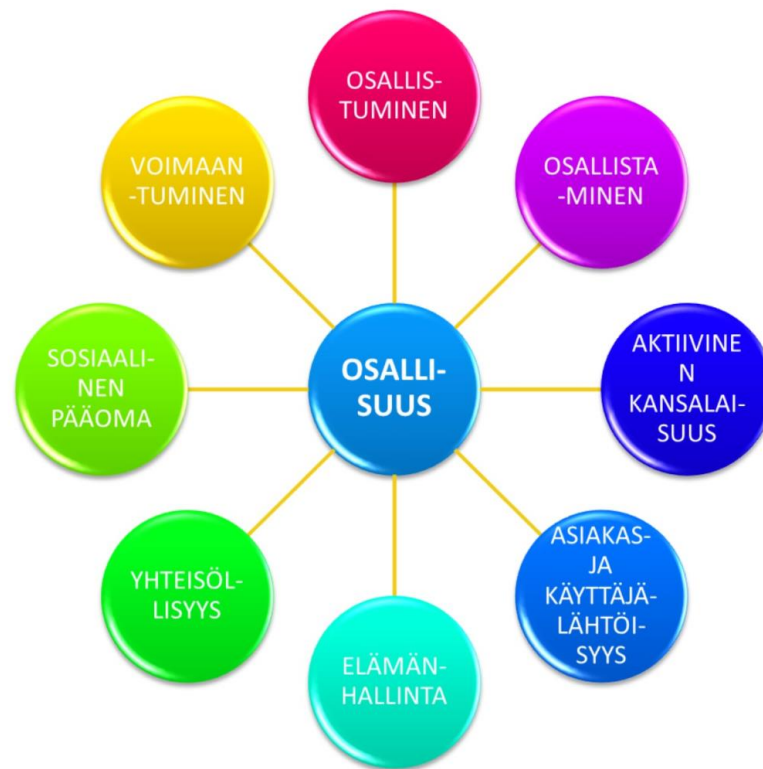 OSALLIS-
TUMINEN
OSALLISTA
-MINEN
AKTIIVINE
N
KANSALAI-
SUUS
ASIAKAS-
JA
KÄYTTÄJÄ-
LÄHTÖI-
SYYS
ELÄMÄN-
HALLINTA
YHTEISÖL-
LISYYS
SOSIAALI-
NEN
PÄÄOMA
VOIMAAN
-TUMINEN
OSALLI-
SUUS